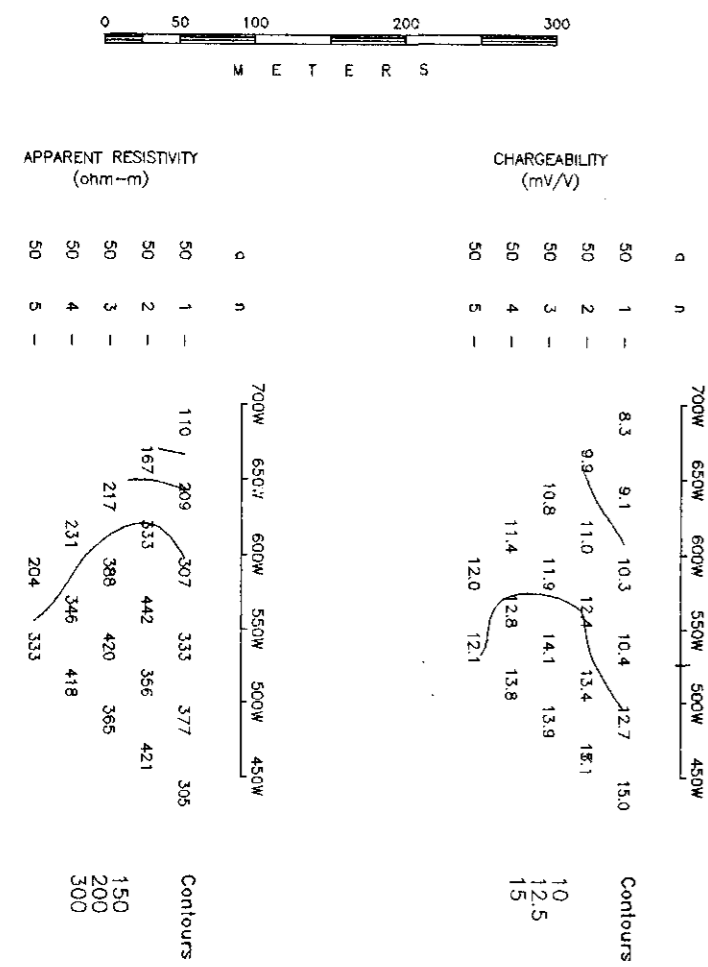 0 50 100 200 300
M E T E R S
CHARGEABILITY
(mV/V)
a n
700W 650W 600W 550W 500W 450W
50 1 – 8.3 9.1 10.3 10.4 12.7 15.0 Contours
50 2 – 9.9 11.0 12.4 13.4
10
50 3 – 10.8 11.9 14.1 13.9
12.5
15
50 4 – 11.4 12.8 13.8
50 5 – 12.0 12.1
APPARENT RESISTIVITY
(ohm-m)
a n
700W 650W 600W 550W 500W 450W
50 1 – 110 209 307 333 377 305 Contours
50 2 – 167 333 442 356 421
150
50 3 – 217 388 420 365
200
300
50 4 – 231 346 418
50 5 – 204 333